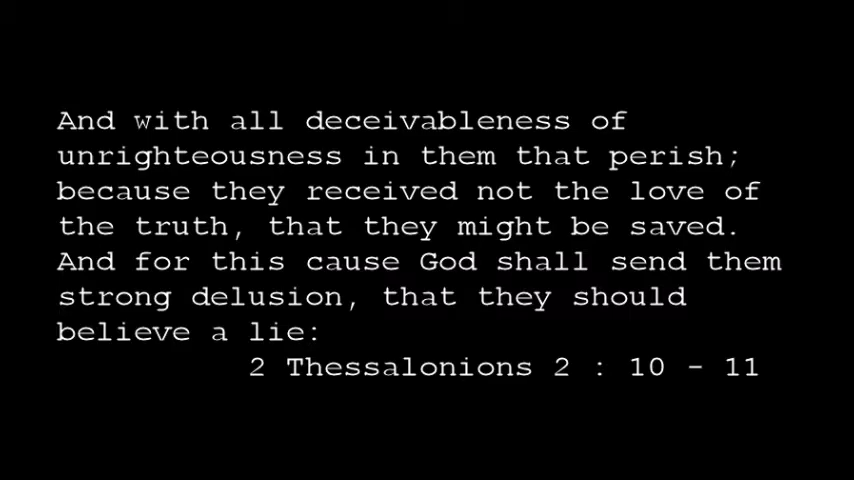 And with all deceivableness of
unrighteousness in them that perish;
because they received not the love of
the truth, that they might be saved.
And for this cause God shall send them
strong delusion, that they should
believe a lie:
2 Thessalonions 2 : 10 - 11